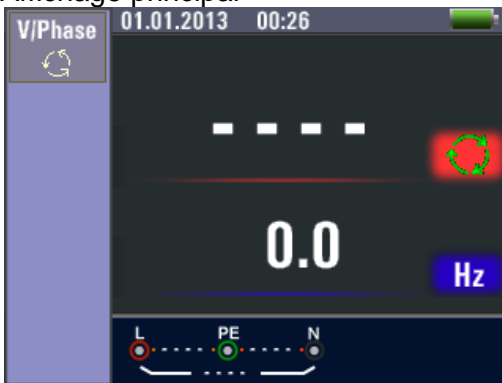 Affichage principal
V/Phase
01.01.2013 00:26
- - - -
0.0
Hz
L PE N